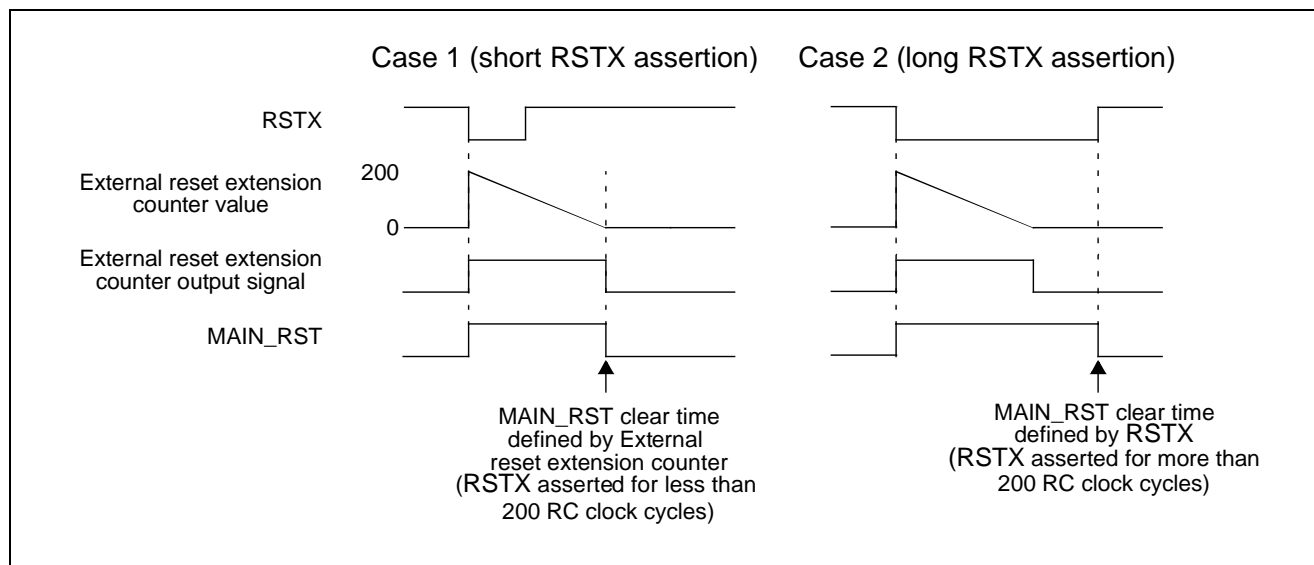 Case 1 (short RSTX assertion)
Case 2 (long RSTX assertion)
RSTX
External reset extension
counter value
200
0
External reset extension
counter output signal
MAIN_RST
MAIN_RST clear time
defined by External
reset extension counter
(RSTX asserted for less than
200 RC clock cycles)
MAIN_RST clear time
defined by RSTX
(RSTX asserted for more than
200 RC clock cycles)